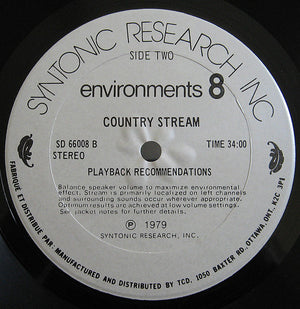 SYNTONIC RESEARCH INC
SIDE TWO
environments 8
COUNTRY STREAM
SD 66008 B
STEREO
TIME 34:00
PLAYBACK RECOMMENDATIONS
Balance speaker volume to maximize environmental
effect. Stream is primarily localized on left channels
and surrounding sounds occur wherever appropriate.
Optimum results are achieved at low volume settings.
See jacket notes for further details.
Ⓟ 1979
SYNTONIC RESEARCH, INC.
FABRIQUE ET DISTRIBUE PAR: MANUFACTURED AND DISTRIBUTED BY TCD. 1050 BAXTER RD, OTTAWA, ONT. K2C 3P1